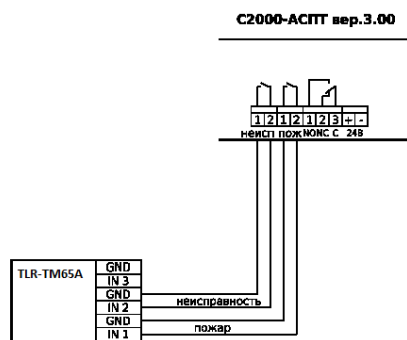 С2000-АСПТ вер.3.00
1 2 1 2 1 2 3 + -
неисп пож NO NC C 24В
TLR-TM65A
GND
IN 3
GND
IN 2
GND
IN 1
неисправность
пожар